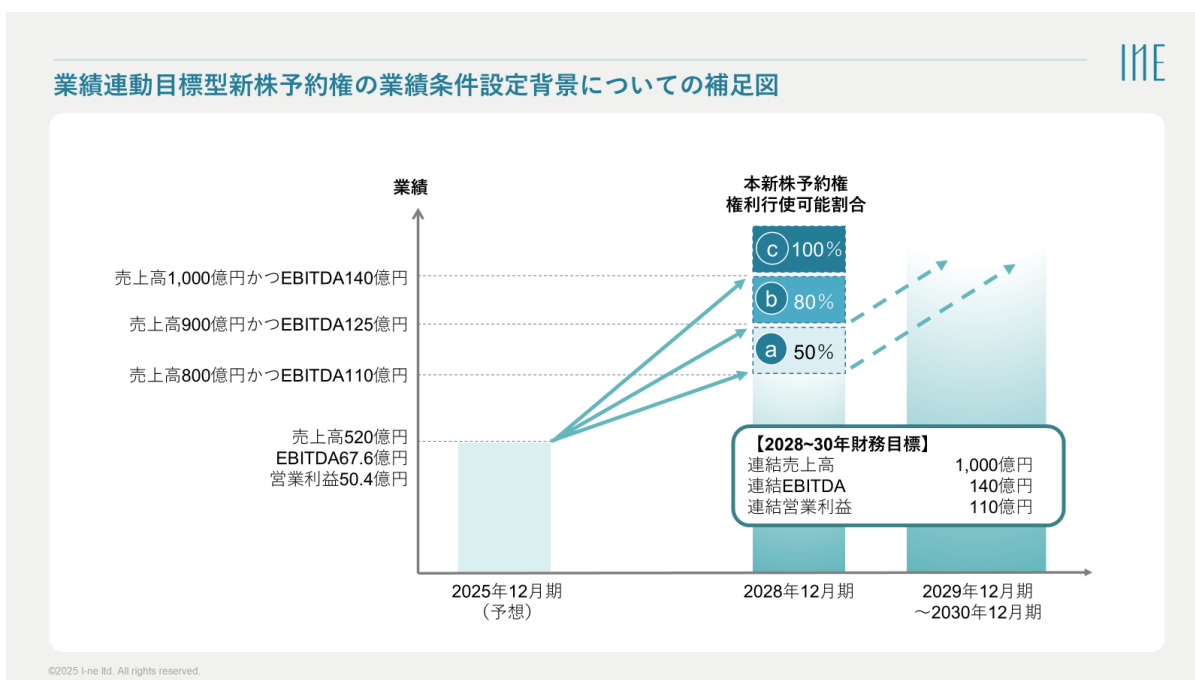 INE
業績連動目標型新株予約権の業績条件設定背景についての補足図
業績
本新株予約権
権利行使可能割合
c 100%
b 80%
a 50%
売上高1,000億円かつEBITDA140億円
売上高900億円かつEBITDA125億円
売上高800億円かつEBITDA110億円
売上高520億円
EBITDA67.6億円
営業利益50.4億円
【2028~30年財務目標】
連結売上高 1,000億円
連結EBITDA 140億円
連結営業利益 110億円
2025年12月期
（予想）
2028年12月期
2029年12月期
～2030年12月期
©2025 I-ne ltd. All rights reserved.